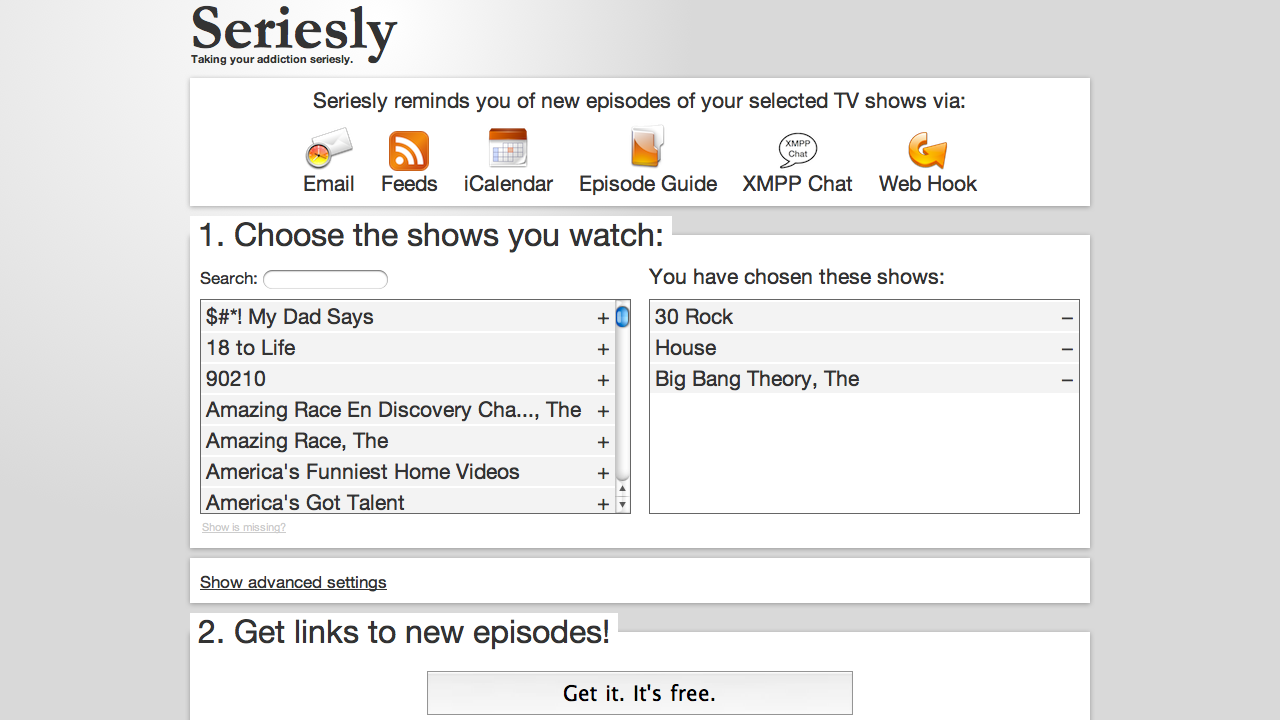 Seriesly
Taking your addiction seriesly.
Seriesly reminds you of new episodes of your selected TV shows via:
XMPP
Chat
Email Feeds iCalendar Episode Guide XMPP Chat Web Hook
1. Choose the shows you watch:
Search:
You have chosen these shows:
$#*! My Dad Says +
18 to Life +
90210 +
Amazing Race En Discovery Cha..., The +
Amazing Race, The +
America's Funniest Home Videos +
America's Got Talent +
30 Rock –
House –
Big Bang Theory, The –
Show is missing?
Show advanced settings
2. Get links to new episodes!
Get it. It's free.